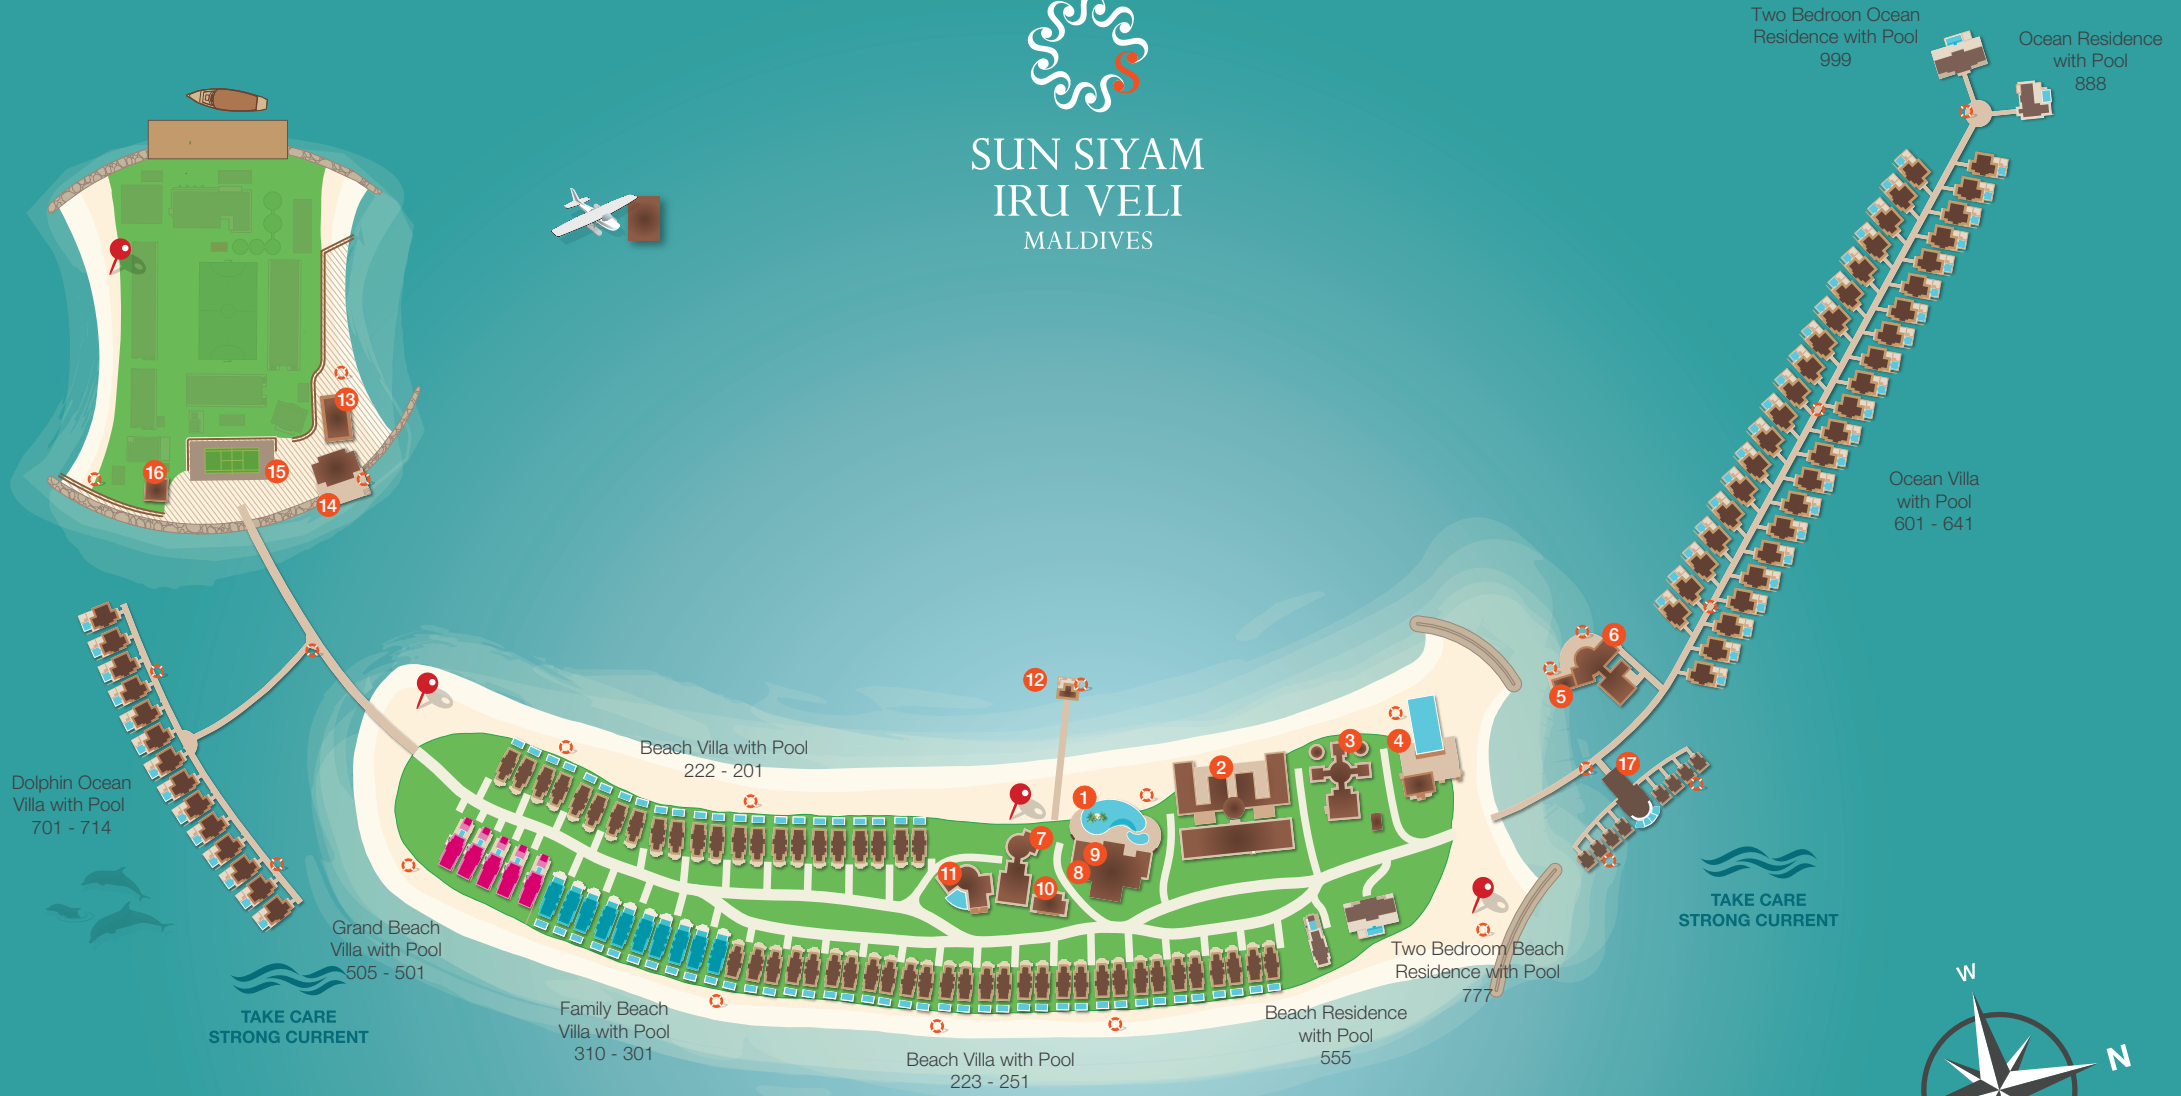 Two Bedroon Ocean
Residence with Pool
999
Ocean Residence
with Pool
888
SUN SIYAM
IRU VELI
MALDIVES
13
16
15
14
Ocean Villa
with Pool
601 - 641
6
5
12
17
Beach Villa with Pool
222 - 201
3
4
2
1
7
9
8
11
10
Dolphin Ocean
Villa with Pool
701 - 714
TAKE CARE
STRONG CURRENT
Grand Beach
Villa with Pool
505 - 501
TAKE CARE
STRONG CURRENT
Family Beach
Villa with Pool
310 - 301
Beach Villa with Pool
223 - 251
Beach Residence
with Pool
555
Two Bedroom Beach
Residence with Pool
777
W
N